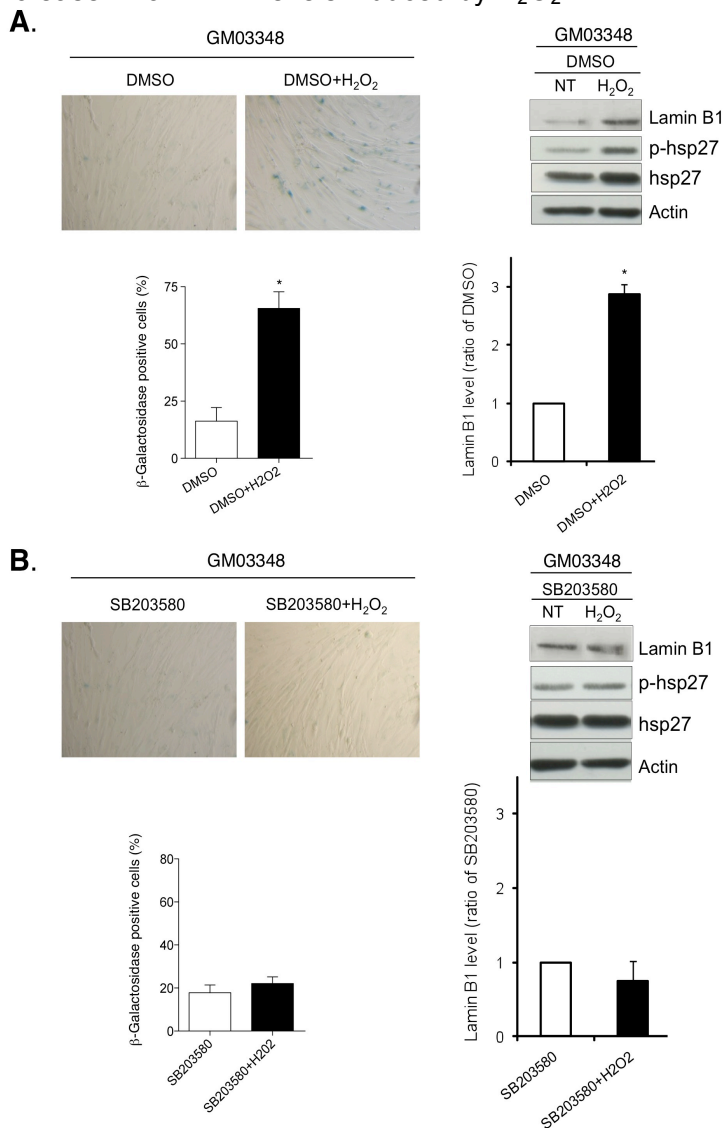 A.
GM03348
DMSO DMSO+H₂O₂
GM03348
DMSO
NT H₂O₂
Lamin B1
p-hsp27
hsp27
Actin
β-Galactosidase positive cells (%)
75
50
25
0
*
DMSO
DMSO+H2O2
Lamin B1 level (ratio of DMSO)
3
2
1
0
*
DMSO
DMSO+H2O2
B.
GM03348
SB203580 SB203580+H₂O₂
GM03348
SB203580
NT H₂O₂
Lamin B1
p-hsp27
hsp27
Actin
β-Galactosidase positive cells (%)
80
60
40
20
0
SB203580
SB203580+H202
Lamin B1 level (ratio of SB203580)
3
2
1
0
SB203580
SB203580+H2O2